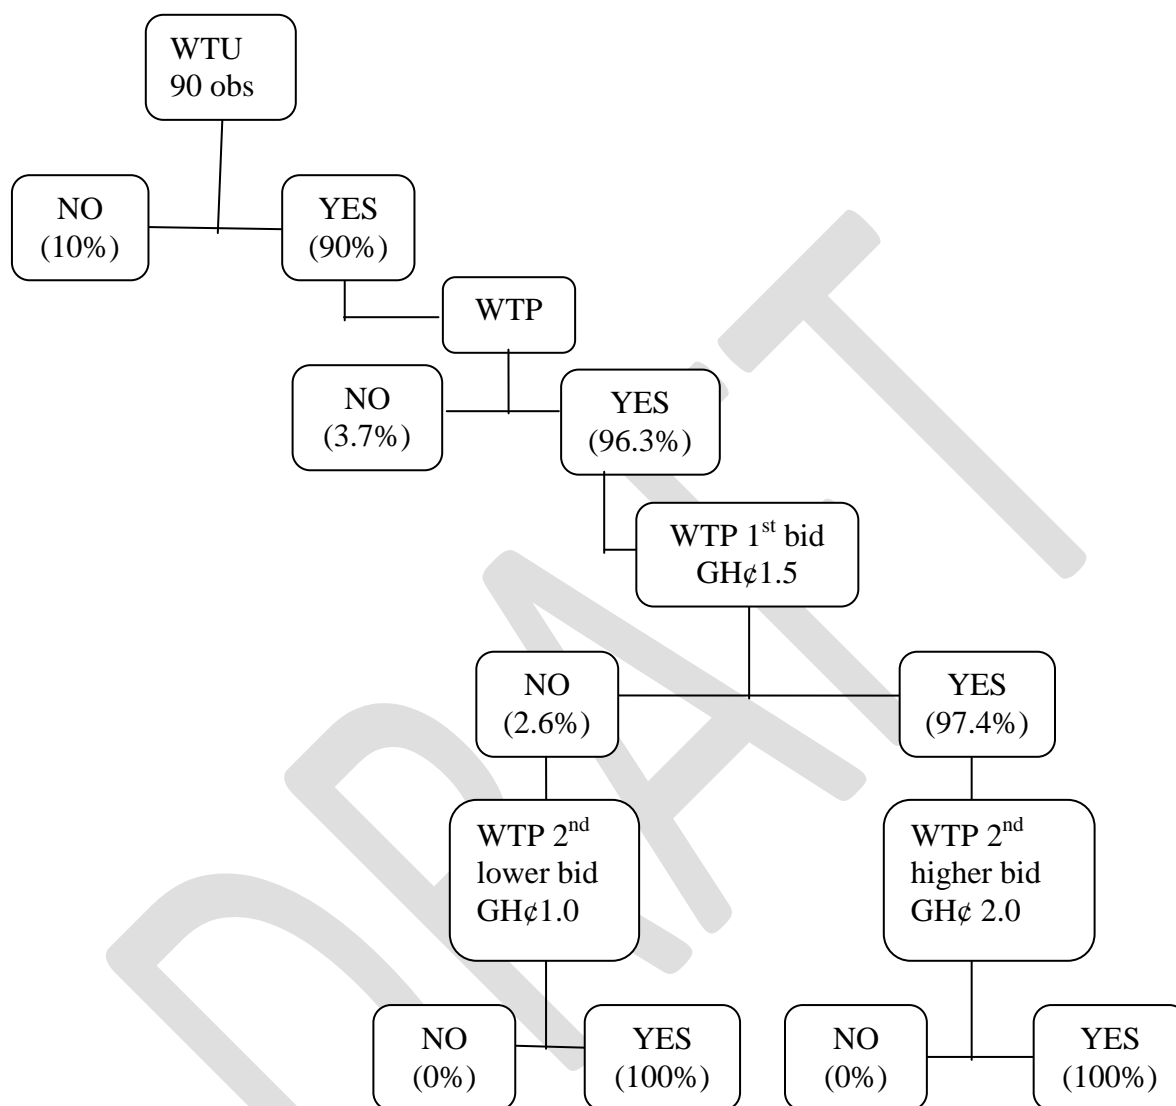 WTU
90 obs
NO
(10%)
YES
(90%)
WTP
NO
(3.7%)
YES
(96.3%)
WTP 1st bid
GH¢1.5
NO
(2.6%)
YES
(97.4%)
WTP 2nd
lower bid
GH¢1.0
WTP 2nd
higher bid
GH¢ 2.0
NO
(0%)
YES
(100%)
NO
(0%)
YES
(100%)
DRAFT